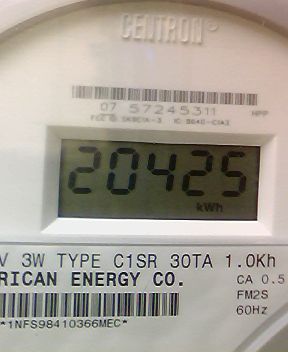 CENTRON®
07 57245311 HPP
20425
kWh
V 3W TYPE C1SR 30TA 1.0Kh
RICAN ENERGY CO.
CA 0.5
FM2S
60Hz
*1NFS98410366MEC*